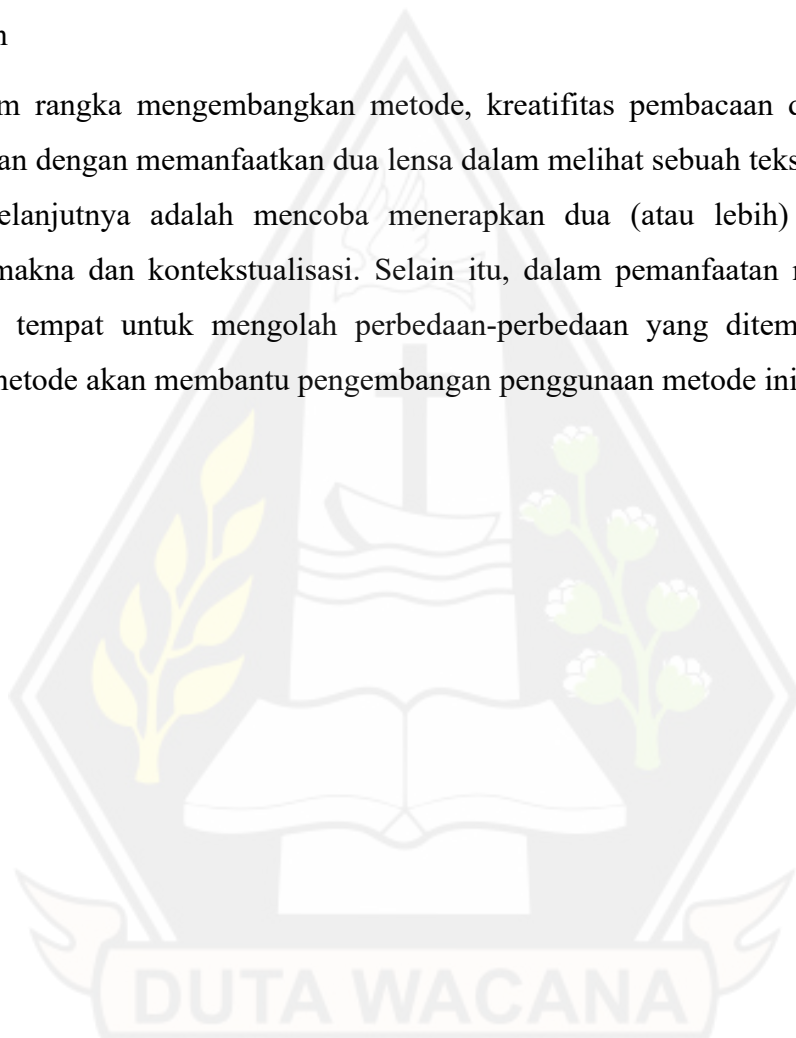 n
m rangka mengembangkan metode, kreatifitas pembacaan d
an dengan memanfaatkan dua lensa dalam melihat sebuah teks
elanjutnya adalah mencoba menerapkan dua (atau lebih)
makna dan kontekstualisasi. Selain itu, dalam pemanfaatan
tempat untuk mengolah perbedaan-perbedaan yang ditem
metode akan membantu pengembangan penggunaan metode ini
DUTA WACANA